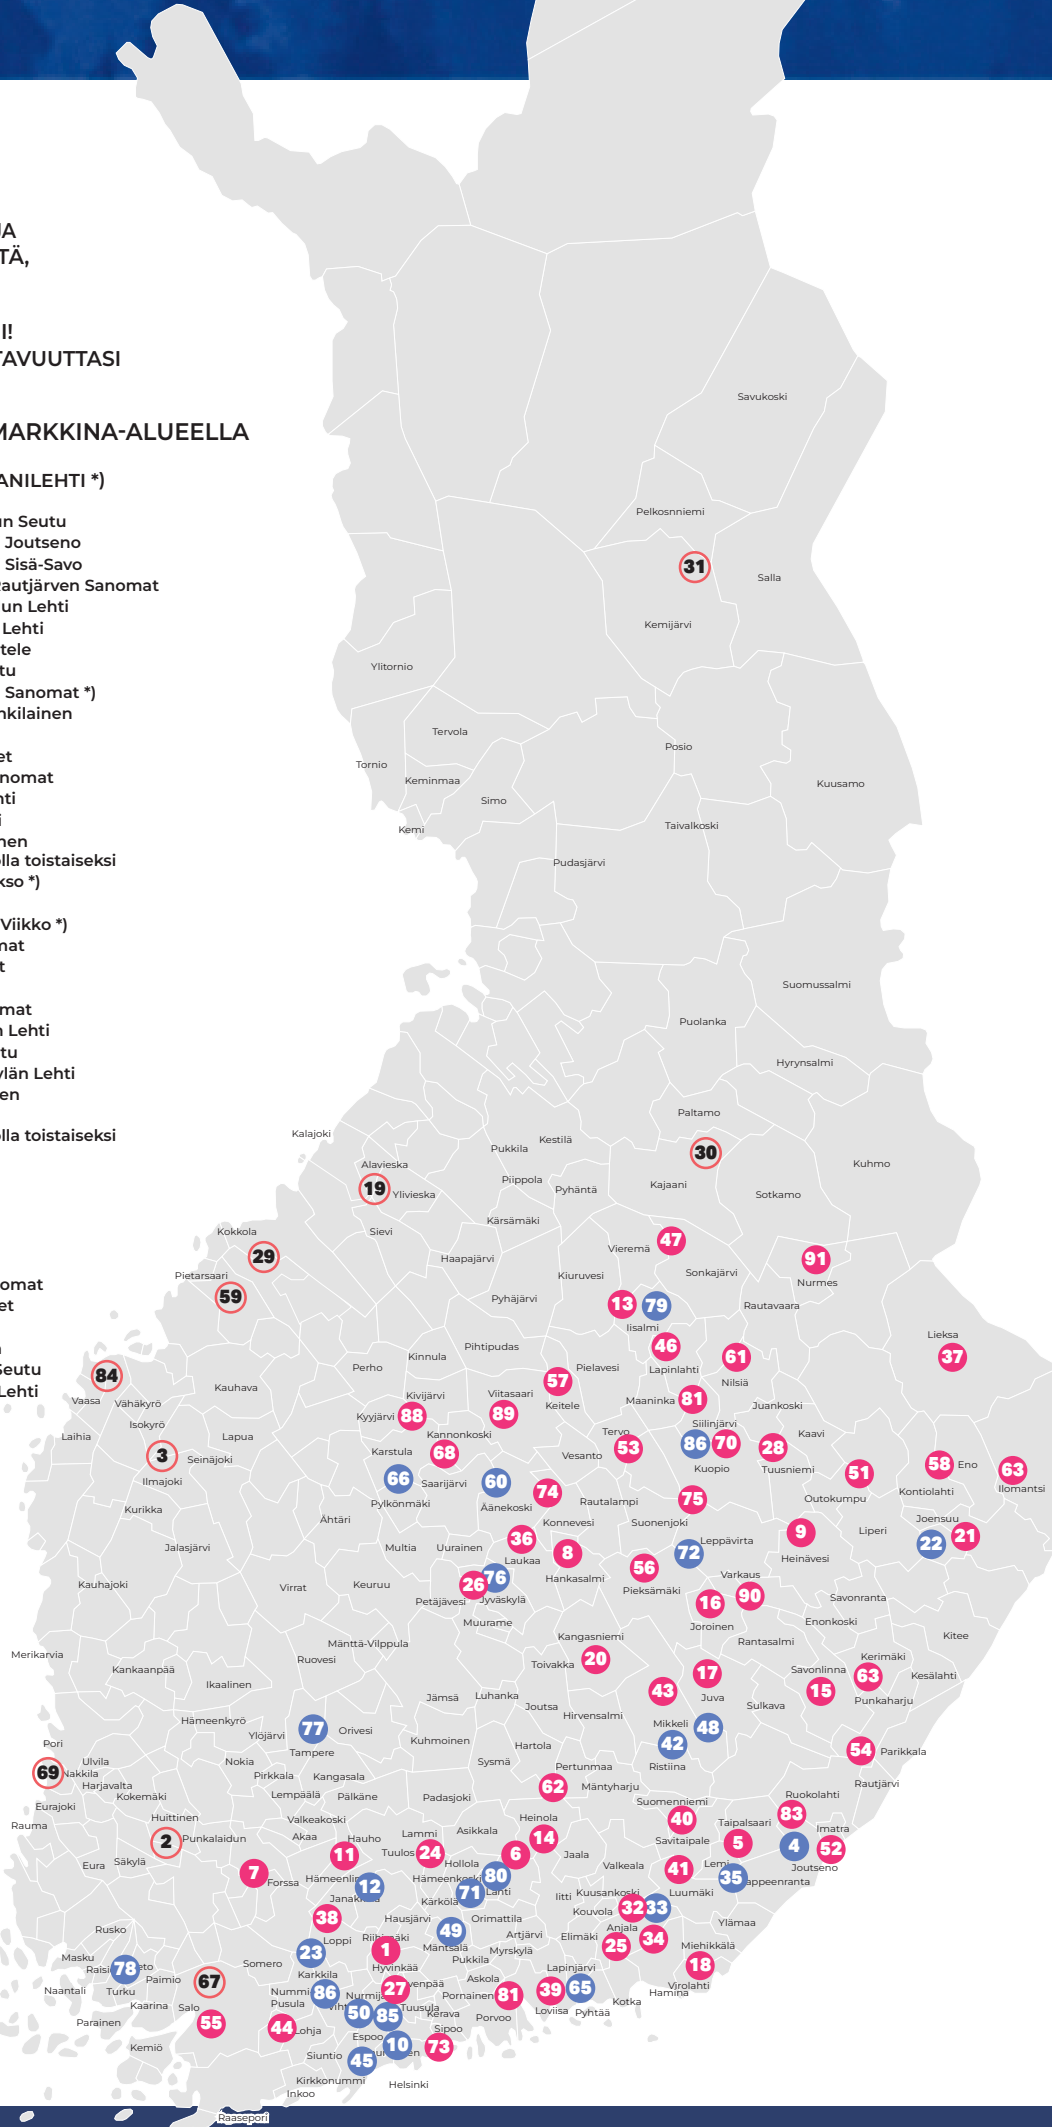 JA
TÄ,
I!
TAVUUTTASI
MARKKINA-ALUEELLA
ANILEHTI *)
un Seutu
Joutseno
Sisä-Savo
Rautjärven Sanomat
un Lehti
Lehti
tele
tu
Sanomat *)
nkilainen
et
nomat
hti
i
nen
lla toistaiseksi
kso *)
Viikko *)
mat
t
mat
n Lehti
tu
ylän Lehti
en
lla toistaiseksi
omat
et
Seutu
Lehti
Savukoski
Pelkosnniemi
31
Salla
Kemijärvi
Ylitornio
Tervola
Posio
Tornio
Keminmaa
Kuusamo
Simo
Kemi
Taivalkoski
Pudasjärvi
Suomussalmi
Puolanka
Hyrynsalmi
Paltamo
Kalajoki
Kestilä
Pukkila
30
Alavieska
Kuhmo
19
Ylivieska
Piippola
Pyhäntä
Kajaani
Sotkamo
Kärsämäki
Kokkola
Sievi
47
Vieremä
29
Haapajärvi
91
Pietarsaari
Kiuruvesi
Sonkajärvi
Nurmes
59
Pyhäjärvi
13
79
Rautavaara
Iisalmi
Lieksa
Pihtipudas
46
Kinnula
61
37
84
Perho
Pielavesi
Lapinlahti
57
Nilsiä
Kauhava
Kivijärvi
Viitasaari
Keitele
Maaninka
81
Vaasa
Vähäkyrö
Juankoski
Kyyjärvi
88
89
Isokyrö
Siilinjärvi
Laihia
Lapua
Kannonkoski
Tervo
Kaavi
86
70
28
3
Seinäjoki
Karstula
68
Vesanto
53
58
Eno
63
Kuopio
Tuusniemi
51
Ilmajoki
66
Saarijärvi
60
Kontiolahti
Ilomantsi
74
Outokumpu
Pylkönmäki
Äänekoski
Rautalampi
75
Kurikka
Ähtäri
Konnevesi
Suonenjoki
Joensuu
9
Liperi
21
36
Leppävirta
22
Jalasjärvi
Multia
Uurainen
8
72
Laukaa
Heinävesi
56
Hankasalmi
Varkaus
Kauhajoki
Virrat
Keuruu
26
76
Pieksämäki
90
Savonranta
Petäjävesi
Jyväskylä
16
Muurame
Joroinen
Enonkoski
Kangasniemi
Kitee
Merikarvia
Mänttä-Vilppula
Rantasalmi
Kerimäki
Ruovesi
20
Toivakka
Savonlinna
63
Kesälahti
Kankaanpää
17
Ikaalinen
43
15
Punkaharju
Jämsä
Luhanka
Juva
Sulkava
Joutsa
Hirvensalmi
Hämeenkyrö
Mikkeli
48
Ylöjärvi
77
Orivesi
42
Pori
Kuhmoinen
Hartola
54
Parikkala
Tampere
Ulvila
Nokia
Sysmä
Pertunmaa
Ristiina
69
Nakkila
Pirkkala
Kangasala
Rautjärvi
Harjavalta
62
Mäntyharju
Kokemäki
Lempäälä
Pälkäne
Padasjoki
Ruokolahti
Eurajoki
Suomenniemi
83
Rauma
Huittinen
Valkeakoski
Heinola
40
Taipalsaari
Imatra
Akaa
Hauho
Lammi
Asikkala
14
2
Punkalaidun
5
4
52
Savitaipale
Tuulos
24
6
Jaala
Eura
Säkylä
11
Hollola
Valkeala
41
Lemi
Joutseno
7
Forssa
Hämeenlin
12
Hämeenkoski
80
35
appeenranta
71
Lahti
Luumäki
Janakkala
Kärkölä
Iitti
Kuusankoski
38
Hausjärvi
Orimattila
Kouvola
32
33
Rusko
49
Anjala
Ylämaa
Loppi
Riihimäki
Artjärvi
Elimäki
34
Masku
23
1
Mäntsälä
Myrskylä
25
Miehikkälä
Raisi
78
eto
Somero
Pukkila
Hyvinkää
Lapinjärvi
18
Paimio
67
Karkkila
Askola
Virolahti
Naantali
Turku
Nummi-
86
27
venpää
Pornainen
81
39
65
Hamina
Kaarina
Salo
Pusula
Vihti
Nurmijä
Tuusula
Kotka
50
85
Kerava
Porvoo
Loviisa
Pyhtää
Parainen
55
44
Lohja
Sipoo
Espoo
10
73
Kemiö
Siuntio
45
un
en
Kirkkonummi
Helsinki
Inkoo
Raasepori